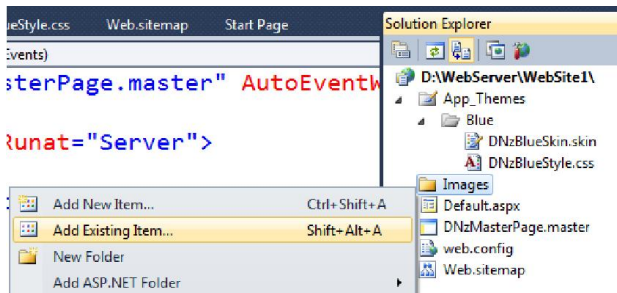 ueStyle.css Web.sitemap Start Page
Events)
sterPage.master" AutoEventW
Runat="Server">
Add New Item... Ctrl+Shift+A
Add Existing Item... Shift+Alt+A
New Folder
Add ASP.NET Folder
Solution Explorer
D:\WebServer\WebSite1\
App_Themes
Blue
DNzBlueSkin.skin
DNzBlueStyle.css
Images
Default.aspx
DNzMasterPage.master
web.config
Web.sitemap